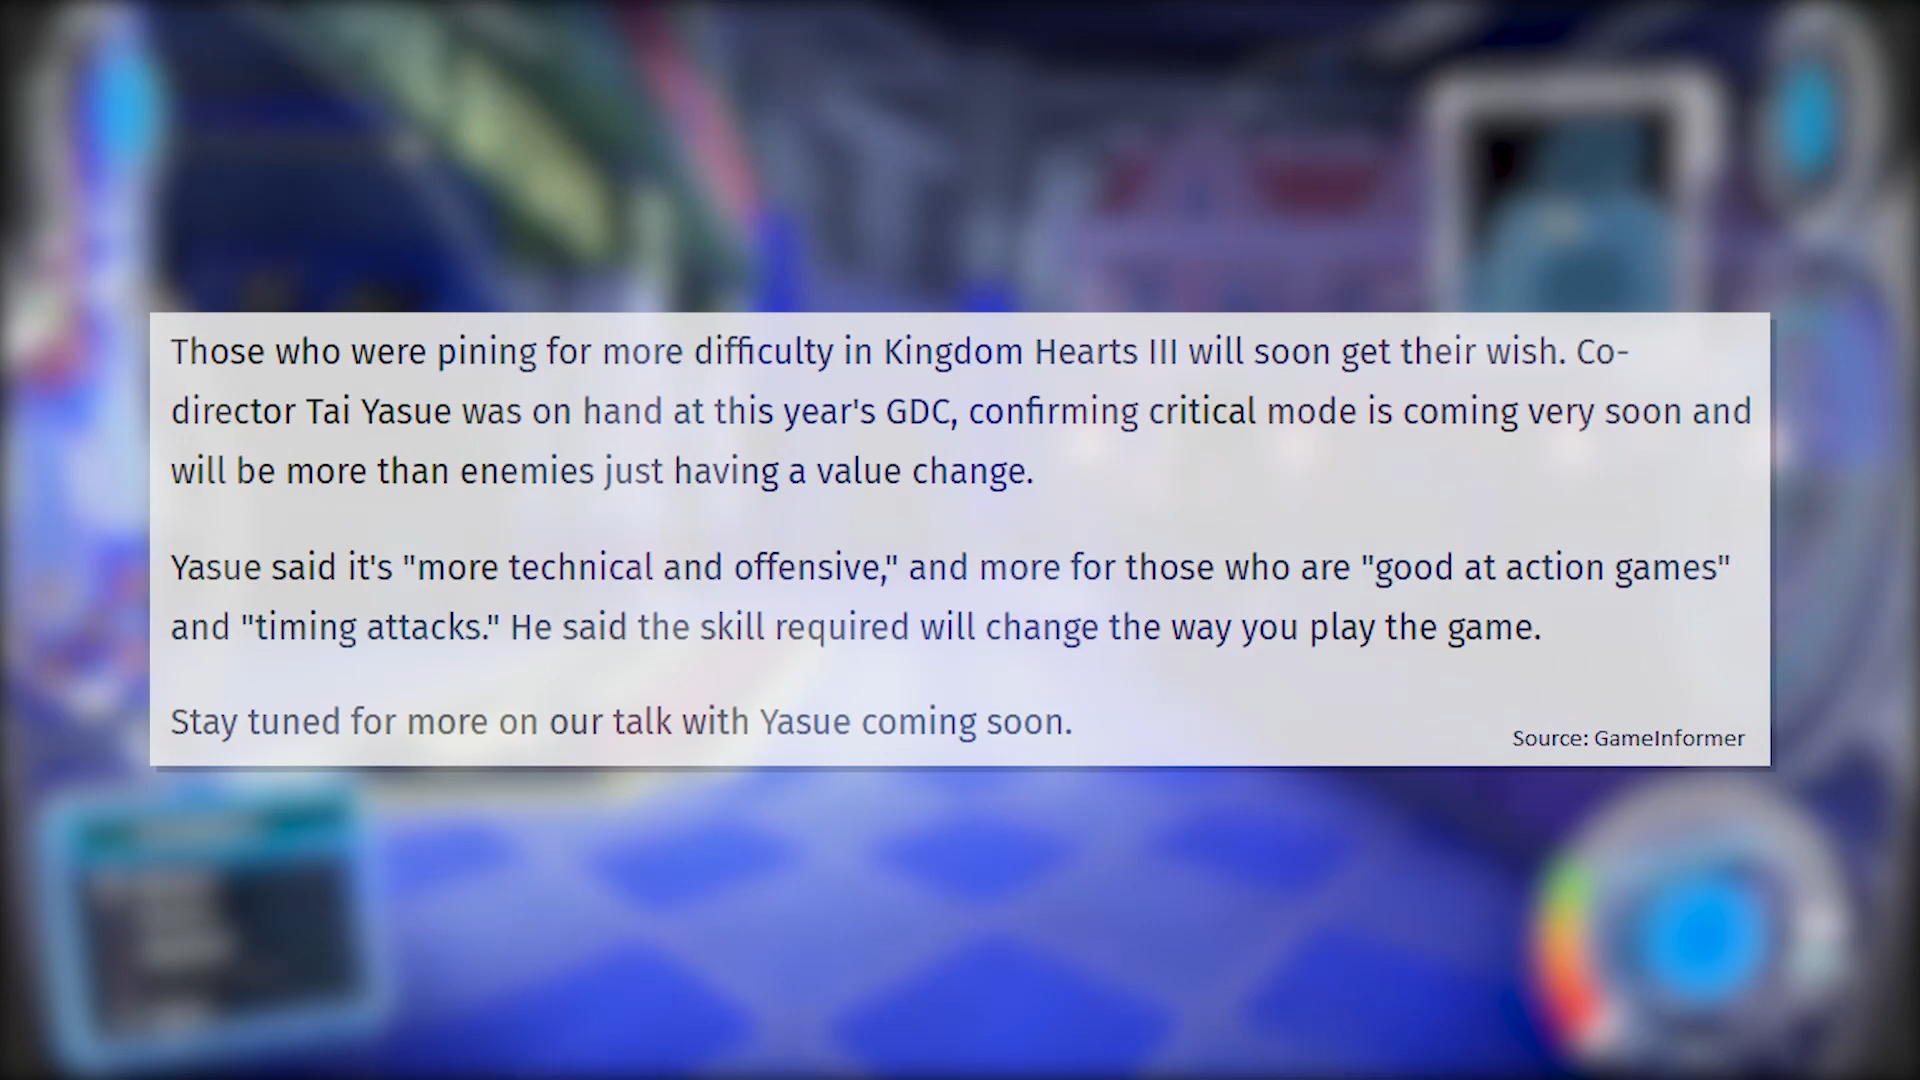 Those who were pining for more difficulty in Kingdom Hearts III will soon get their wish. Co-
director Tai Yasue was on hand at this year's GDC, confirming critical mode is coming very soon and
will be more than enemies just having a value change.
Yasue said it's "more technical and offensive," and more for those who are "good at action games"
and "timing attacks." He said the skill required will change the way you play the game.
Stay tuned for more on our talk with Yasue coming soon.
Source: GameInformer